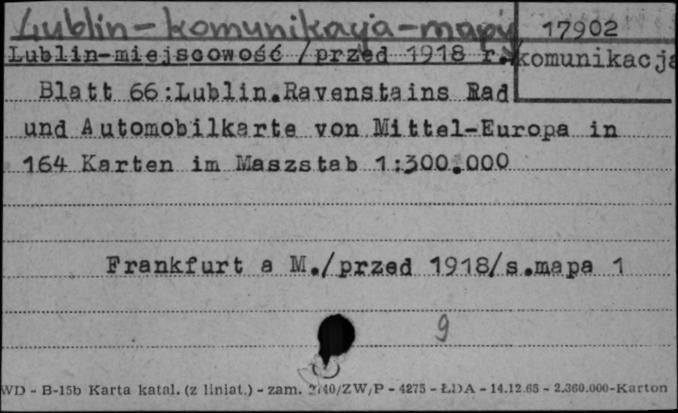 Lublin-komunikacja-mapy
17902
Lublin-miejscowość /przed 1918 r./
komunikacja
Blatt 66:Lublin.Ravenstains Rad
und Automobilkarte von Mittel-Europa in
164 Karten im Maszstab 1:300.000
Frankfurt a M./przed 1918/s.mapa 1
9
WD - B-15b Karta katal. (z liniat.) - zam. 2740/ZW/P - 4275 - ŁDA - 14.12.65 - 2.360.000-Karton